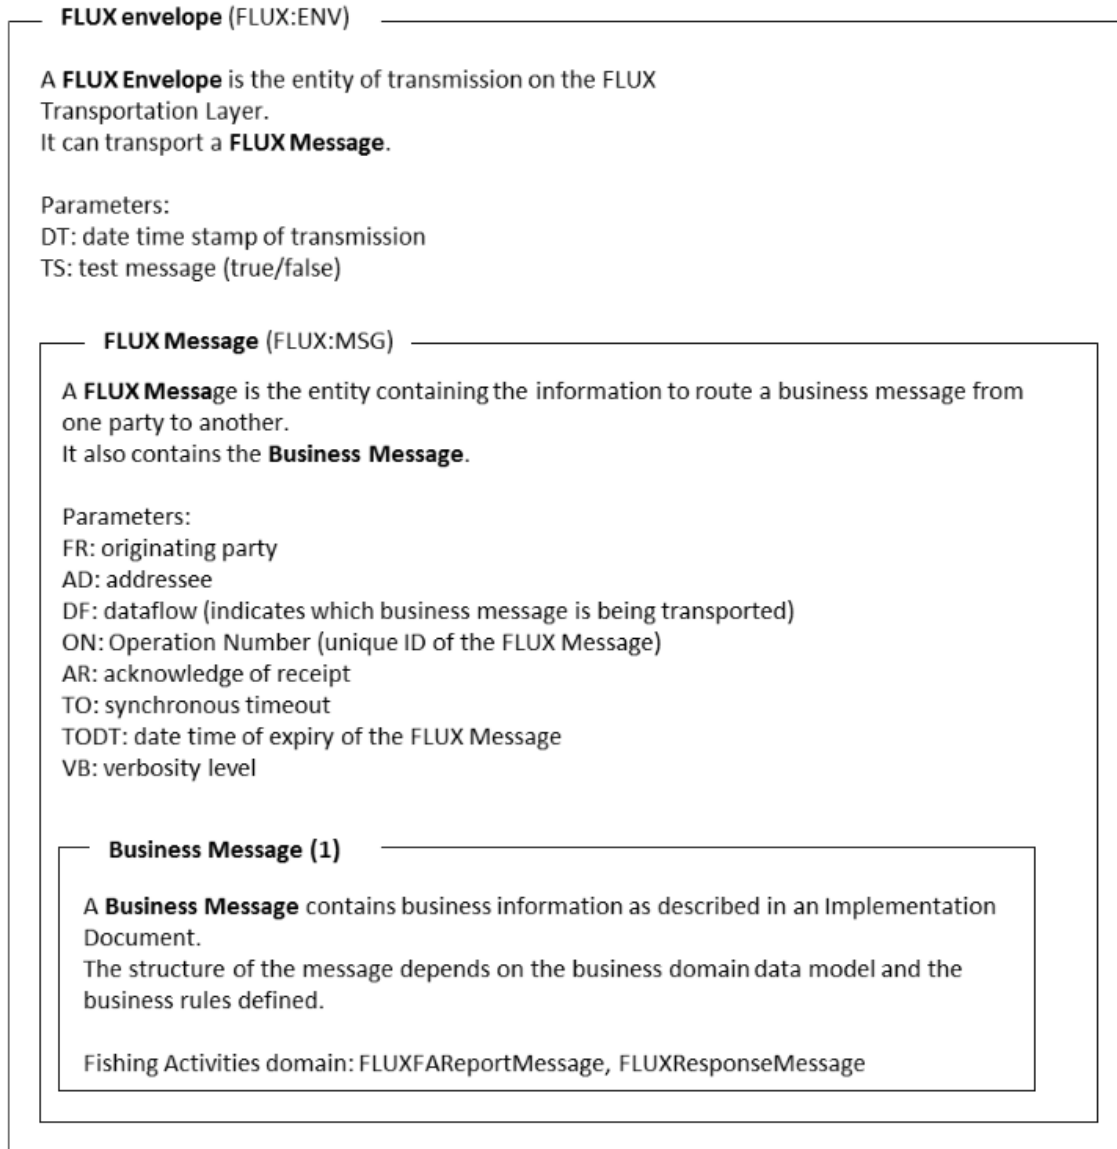 FLUX envelope (FLUX:ENV)
A FLUX Envelope is the entity of transmission on the FLUX
Transportation Layer.
It can transport a FLUX Message.
Parameters:
DT: date time stamp of transmission
TS: test message (true/false)
FLUX Message (FLUX:MSG)
A FLUX Message is the entity containing the information to route a business message from
one party to another.
It also contains the Business Message.
Parameters:
FR: originating party
AD: addressee
DF: dataflow (indicates which business message is being transported)
ON: Operation Number (unique ID of the FLUX Message)
AR: acknowledge of receipt
TO: synchronous timeout
TODT: date time of expiry of the FLUX Message
VB: verbosity level
Business Message (1)
A Business Message contains business information as described in an Implementation
Document.
The structure of the message depends on the business domain data model and the
business rules defined.
Fishing Activities domain: FLUXFAReportMessage, FLUXResponseMessage